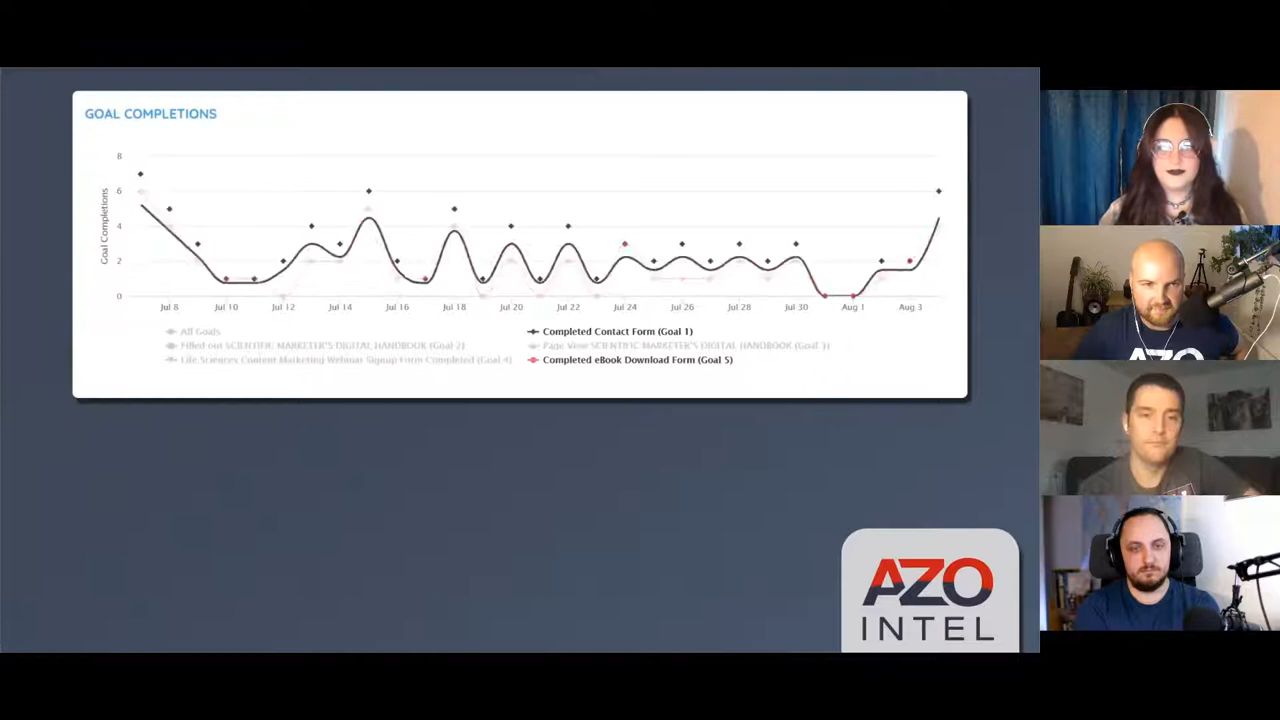 GOAL COMPLETIONS
8
6
4
2
0
Goal Completions
Jul 8 Jul 10 Jul 12 Jul 14 Jul 16 Jul 18 Jul 20 Jul 22 Jul 24 Jul 26 Jul 28 Jul 30 Aug 1 Aug 3
All Goals Completed Contact Form (Goal 1)
Filled out SCIENTIFIC MARKETER'S DIGITAL HANDBOOK (Goal 2) Page View SCIENTIFIC MARKETER'S DIGITAL HANDBOOK (Goal 3)
Life Sciences Content Marketing Webinar Signup Form Completed (Goal 4) Completed eBook Download Form (Goal 5)
AZO
INTEL
AZO